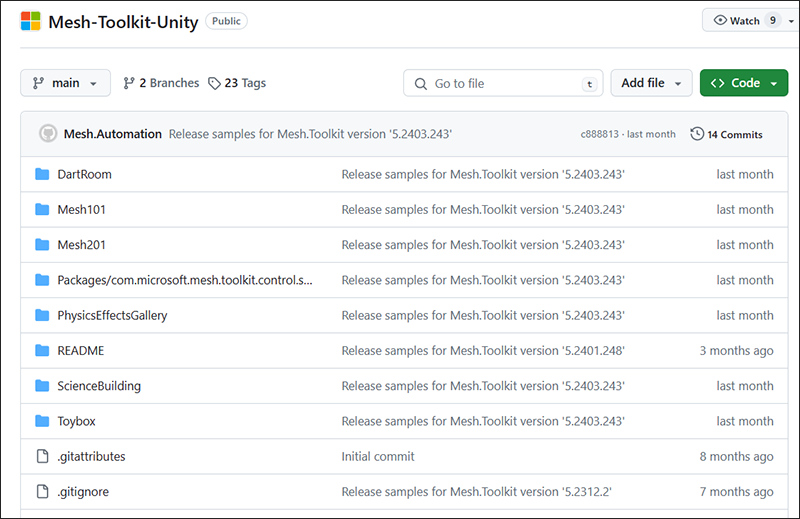 Mesh-Toolkit-Unity Public Watch 9
main 2 Branches 23 Tags Go to file t Add file Code
Mesh.Automation Release samples for Mesh.Toolkit version '5.2403.243' c888813 · last month 14 Commits
DartRoom Release samples for Mesh.Toolkit version '5.2403.243' last month
Mesh101 Release samples for Mesh.Toolkit version '5.2403.243' last month
Mesh201 Release samples for Mesh.Toolkit version '5.2403.243' last month
Packages/com.microsoft.mesh.toolkit.control.s... Release samples for Mesh.Toolkit version '5.2403.243' last month
PhysicsEffectsGallery Release samples for Mesh.Toolkit version '5.2403.243' last month
README Release samples for Mesh.Toolkit version '5.2401.248' 3 months ago
ScienceBuilding Release samples for Mesh.Toolkit version '5.2403.243' last month
Toybox Release samples for Mesh.Toolkit version '5.2403.243' last month
.gitattributes Initial commit 8 months ago
.gitignore Release samples for Mesh.Toolkit version '5.2312.2' 7 months ago